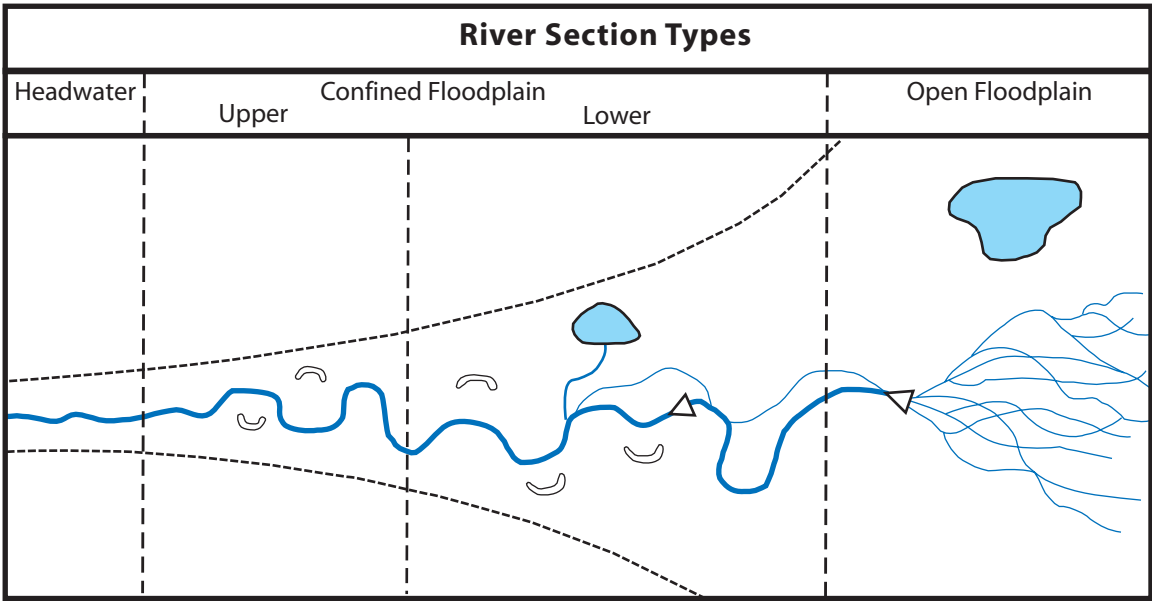 River Section Types
Headwater
Confined Floodplain
Upper
Lower
Open Floodplain